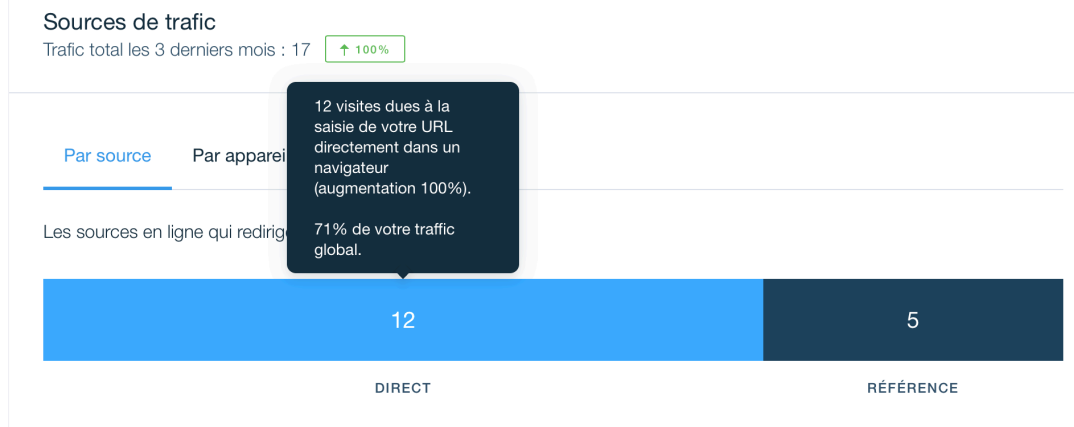 Sources de trafic
Trafic total les 3 derniers mois : 17 ↑ 100%
12 visites dues à la
saisie de votre URL
directement dans un
navigateur
(augmentation 100%).
71% de votre traffic
global.
Par source Par
Les sources en ligne qui
12 5
DIRECT RÉFÉRENCE